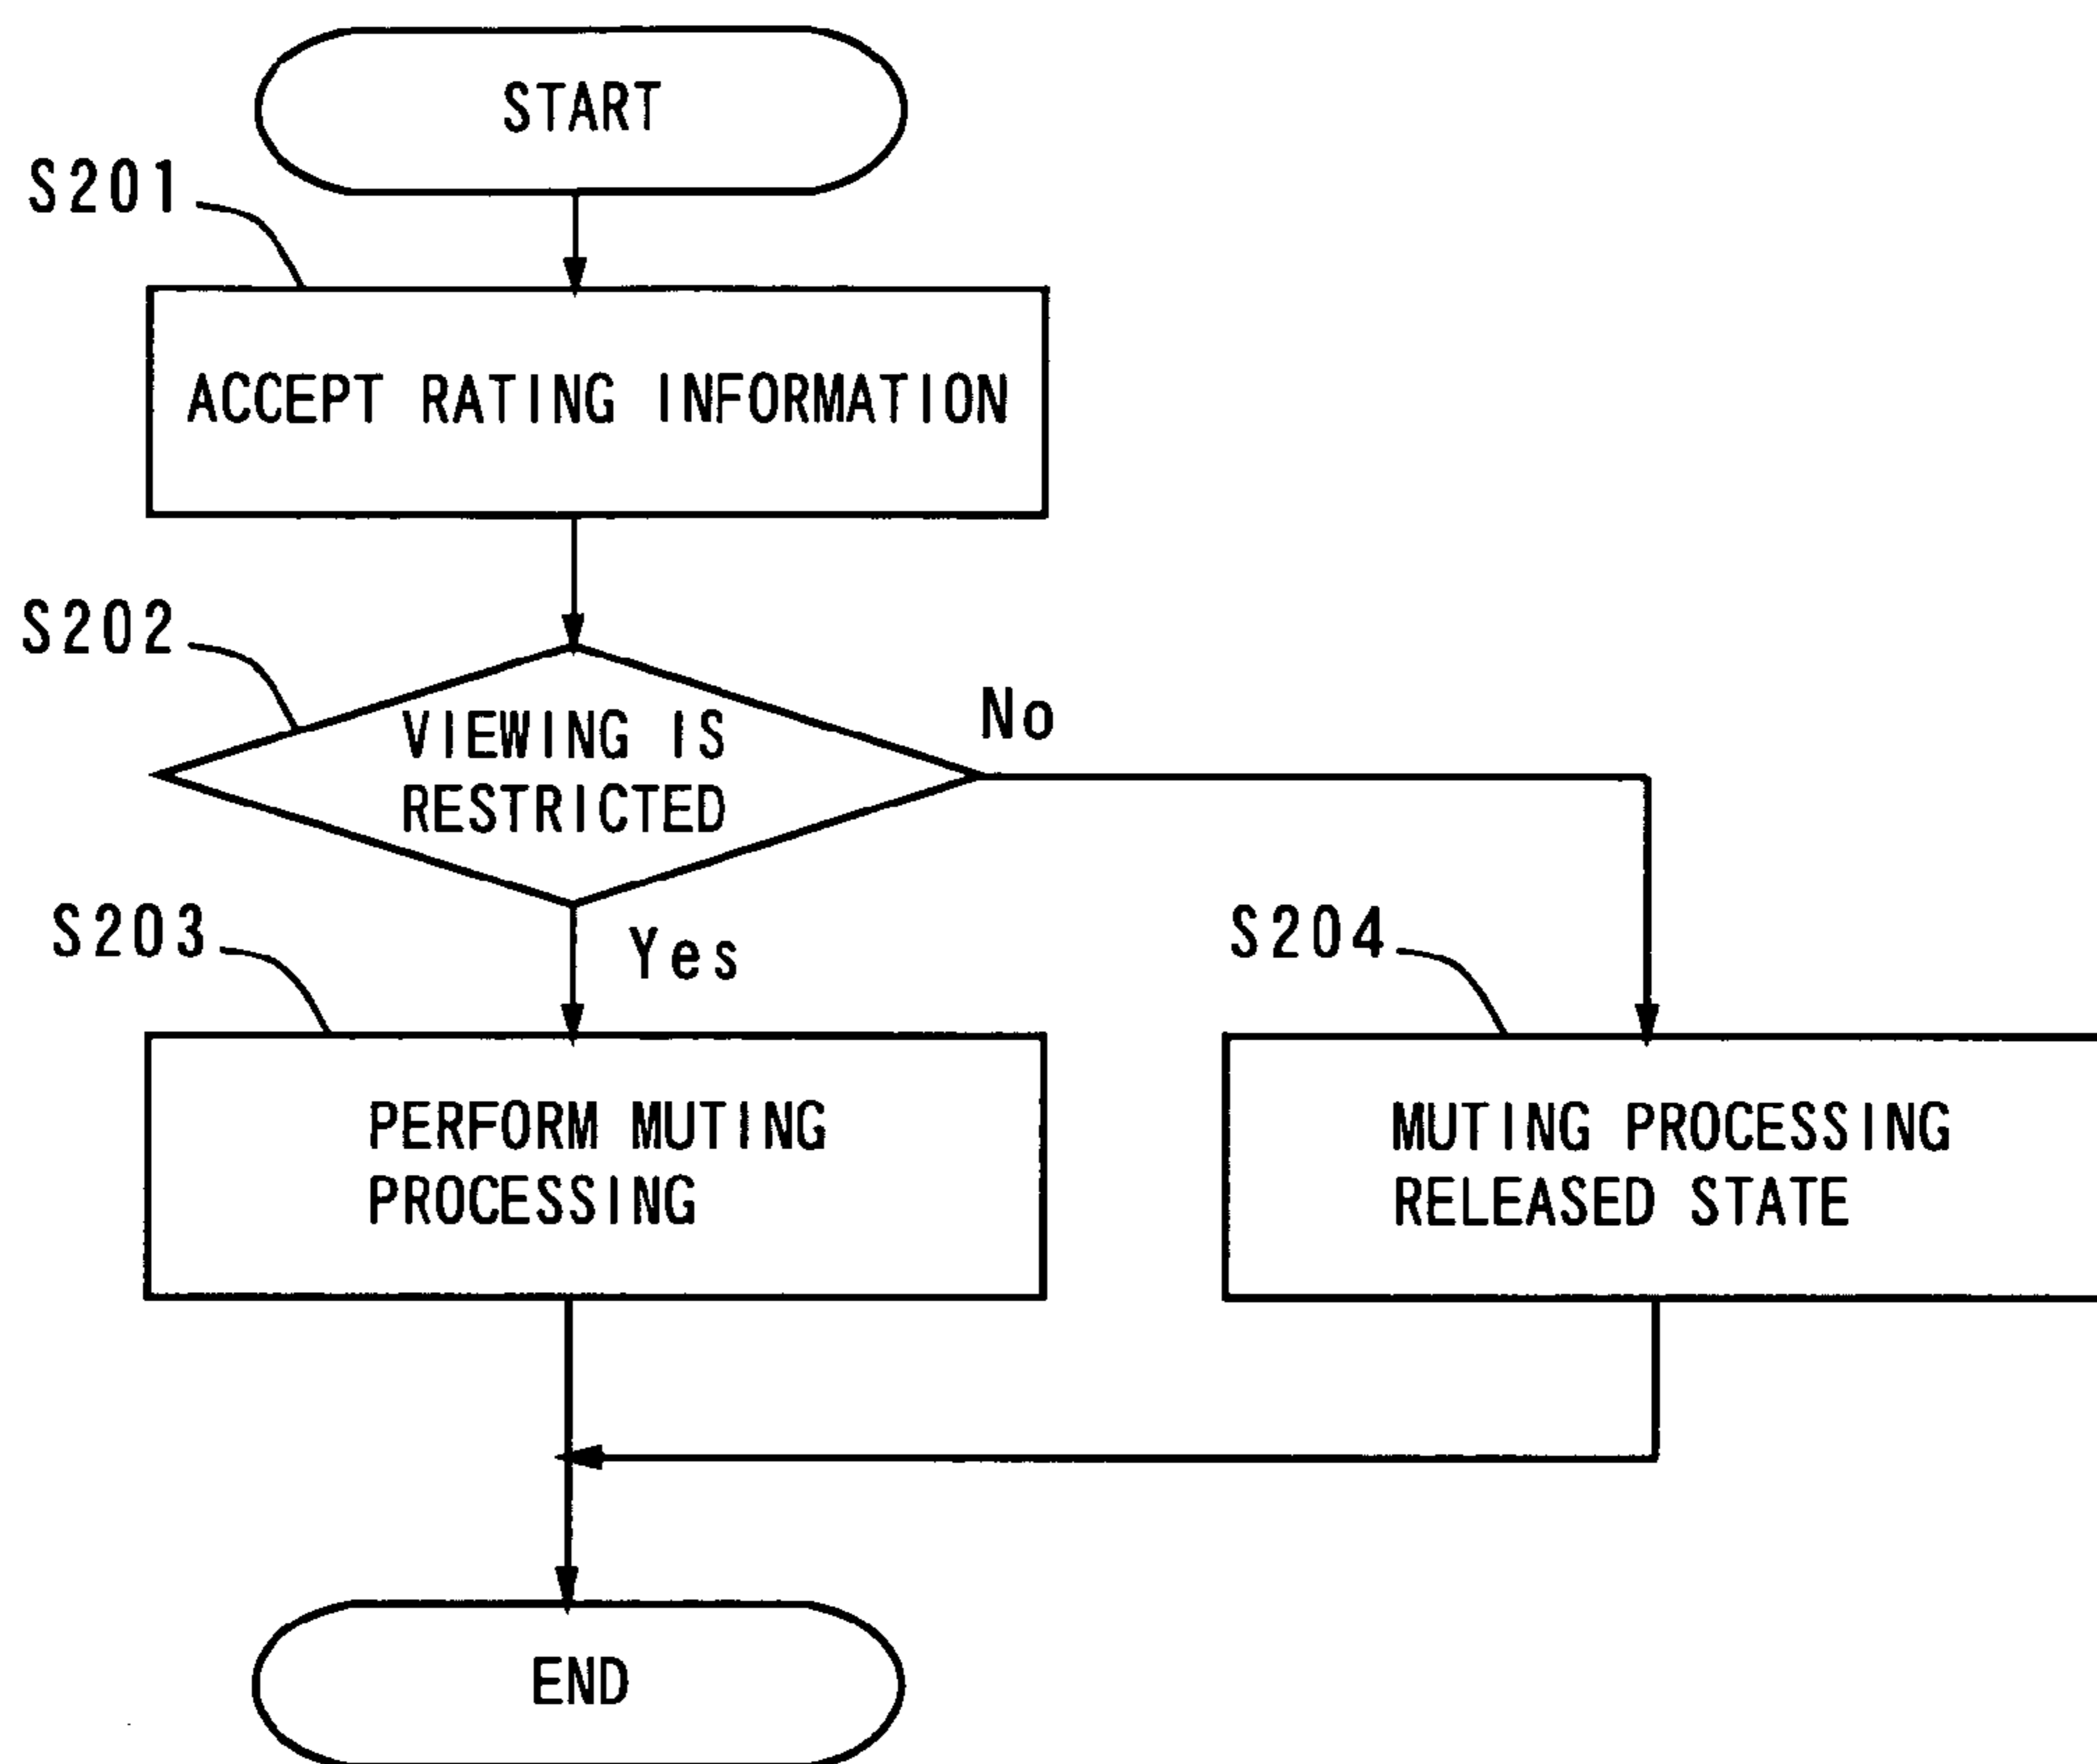 START
S201
ACCEPT RATING INFORMATION
S202
VIEWING IS
RESTRICTED
No
Yes
S203
PERFORM MUTING
PROCESSING
S204
MUTING PROCESSING
RELEASED STATE
END